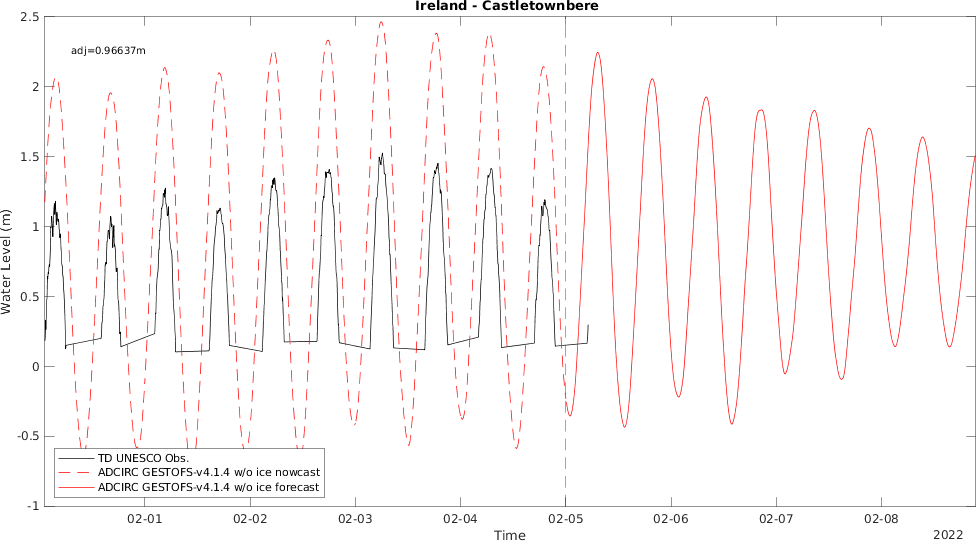 Ireland - Castletownbere
adj=0.96637m
Water Level (m)
2.5
2
1.5
1
0.5
0
-0.5
-1
TD UNESCO Obs.
ADCIRC GESTOFS-v4.1.4 w/o ice nowcast
ADCIRC GESTOFS-v4.1.4 w/o ice forecast
02-01 02-02 02-03 02-04 02-05 02-06 02-07 02-08
Time
2022